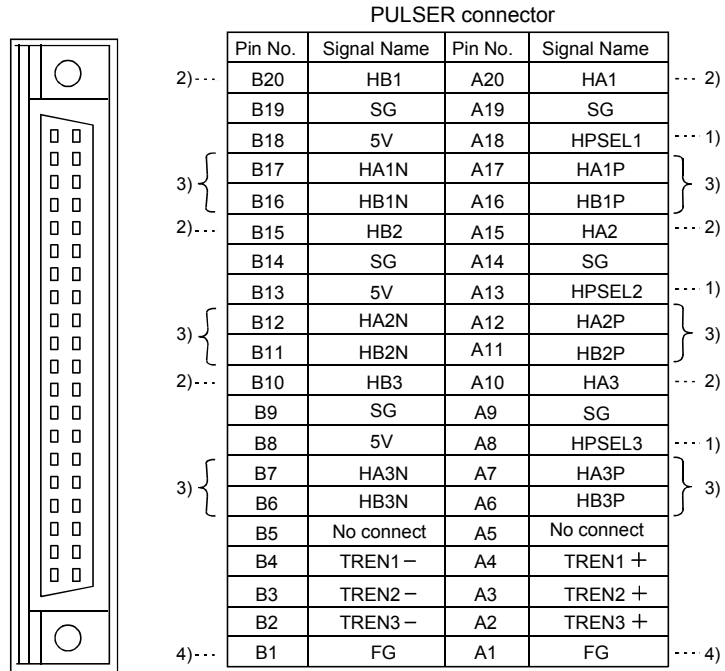 PULSER connector
Pin No. Signal Name Pin No. Signal Name
2) B20 HB1 A20 HA1 2)
B19 SG A19 SG
B18 5V A18 HPSEL1 1)
3) B17 HA1N A17 HA1P 3)
B16 HB1N A16 HB1P
2) B15 HB2 A15 HA2 2)
B14 SG A14 SG
B13 5V A13 HPSEL2 1)
3) B12 HA2N A12 HA2P 3)
B11 HB2N A11 HB2P
2) B10 HB3 A10 HA3 2)
B9 SG A9 SG
B8 5V A8 HPSEL3 1)
3) B7 HA3N A7 HA3P 3)
B6 HB3N A6 HB3P
B5 No connect A5 No connect
B4 TREN1− A4 TREN1 +
B3 TREN2− A3 TREN2 +
B2 TREN3− A2 TREN3 +
4) B1 FG A1 FG 4)